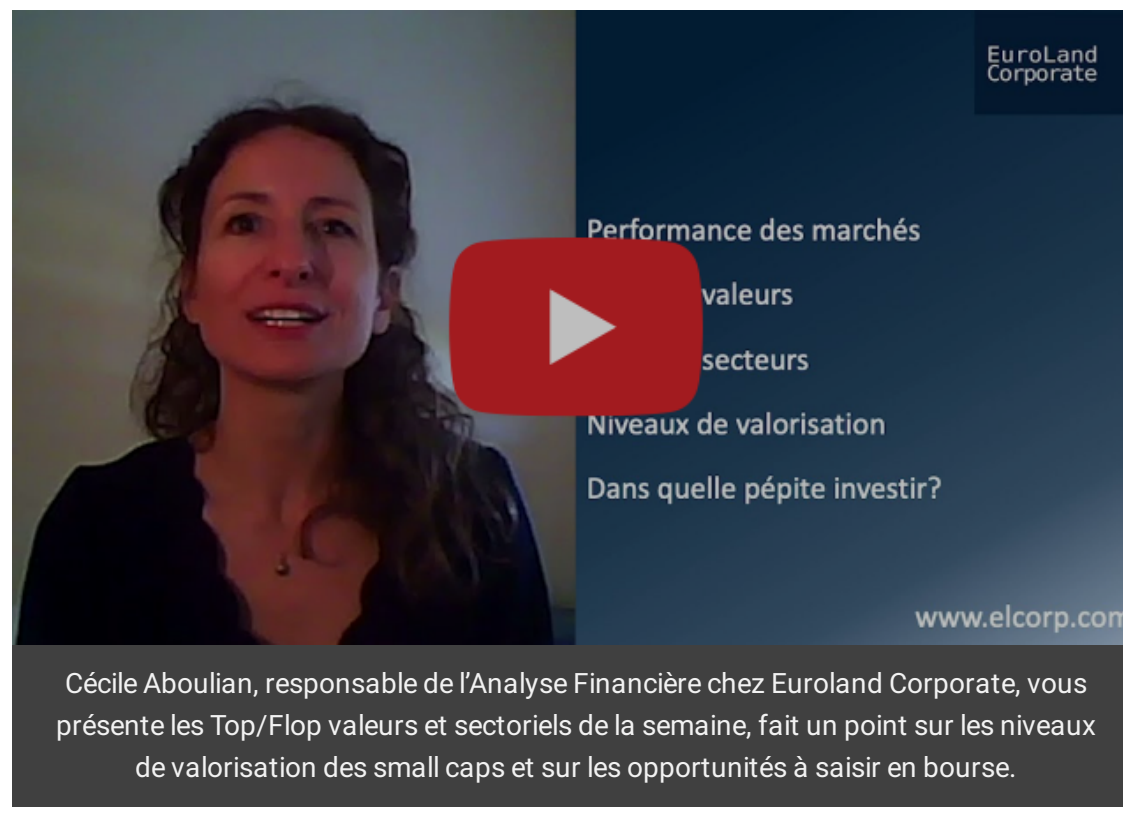 EuroLand
Corporate
Performance des marchés
valeurs
secteurs
Niveaux de valorisation
Dans quelle pépite investir?
www.elcorp.com
Cécile Aboulian, responsable de l’Analyse Financière chez Euroland Corporate, vous
présente les Top/Flop valeurs et sectoriels de la semaine, fait un point sur les niveaux
de valorisation des small caps et sur les opportunités à saisir en bourse.